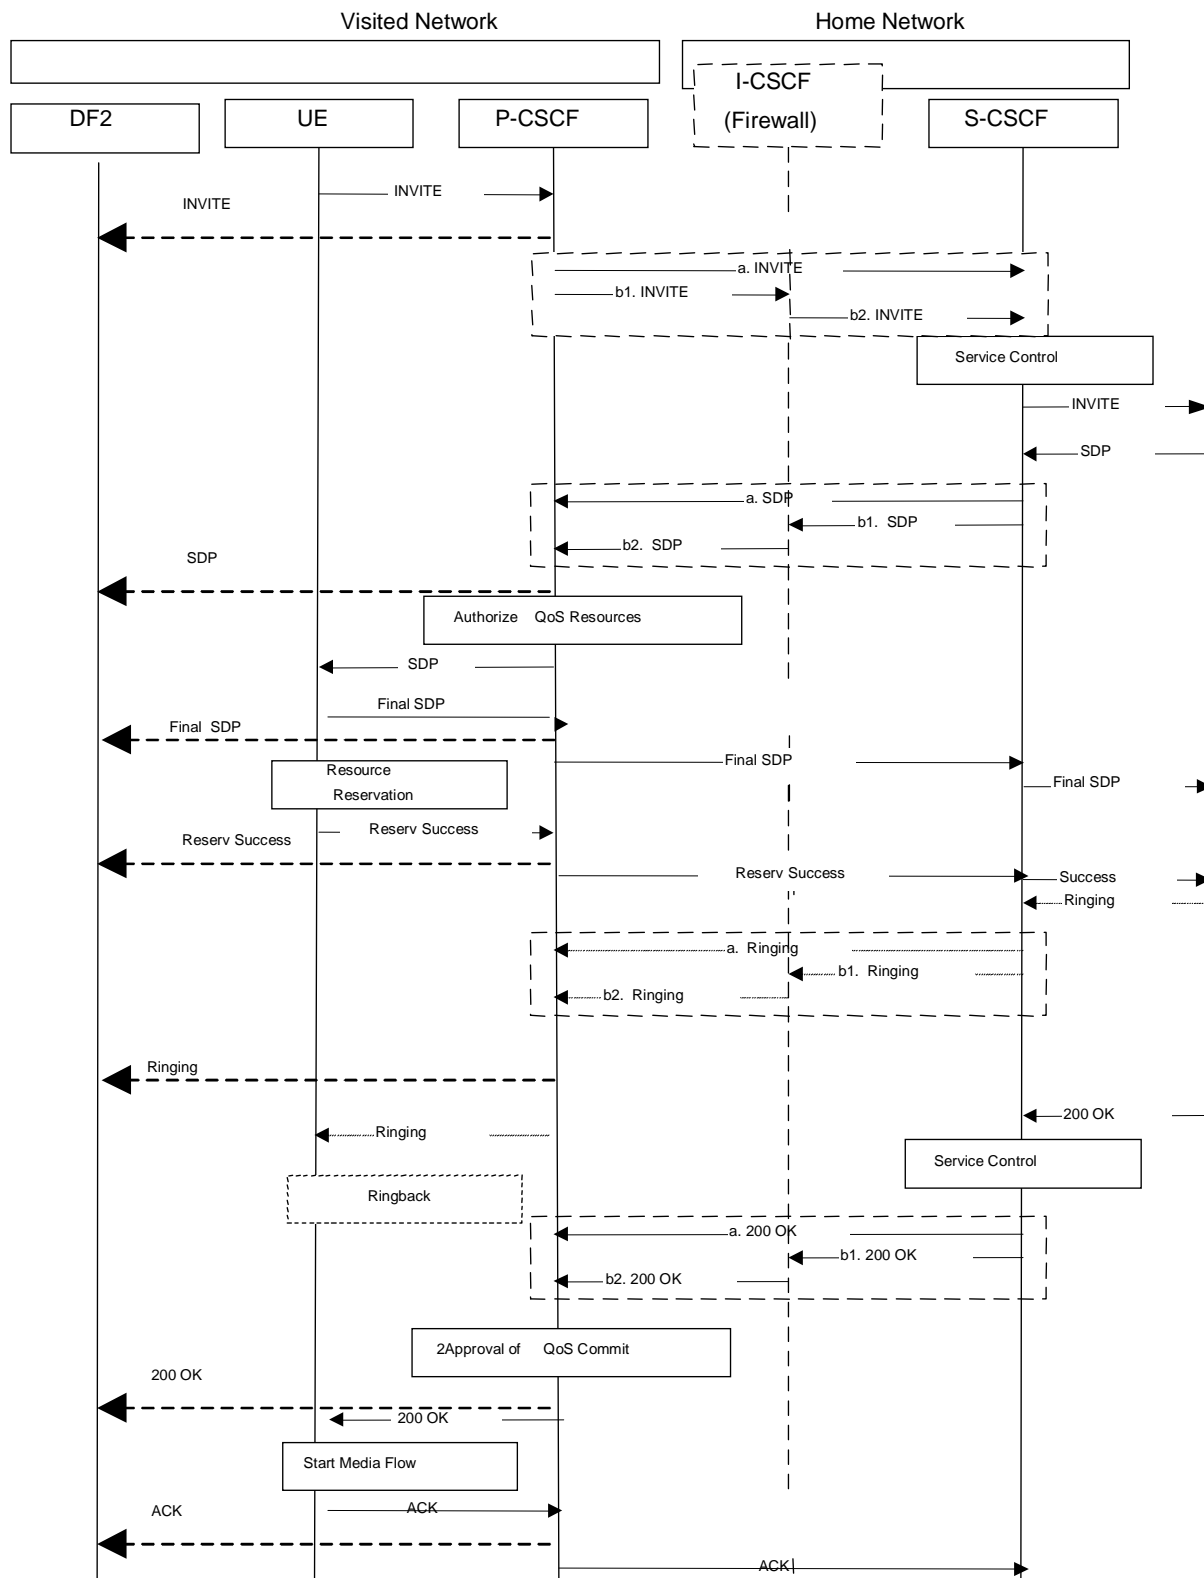 Visited Network
Home Network
I-CSCF
(Firewall)
DF2
UE
P-CSCF
S-CSCF
INVITE
INVITE
a. INVITE
b1. INVITE
b2. INVITE
Service Control
INVITE
SDP
a. SDP
b1. SDP
b2. SDP
SDP
Authorize QoS Resources
SDP
Final SDP
Final SDP
Final SDP
Resource
Reservation
Final SDP
Reserv Success
Reserv Success
Reserv Success
Success
Ringing
a. Ringing
b1. Ringing
b2. Ringing
Ringing
200 OK
Ringing
Service Control
Ringback
a. 200 OK
b1. 200 OK
b2. 200 OK
2Approval of QoS Commit
200 OK
200 OK
Start Media Flow
ACK
ACK
ACK